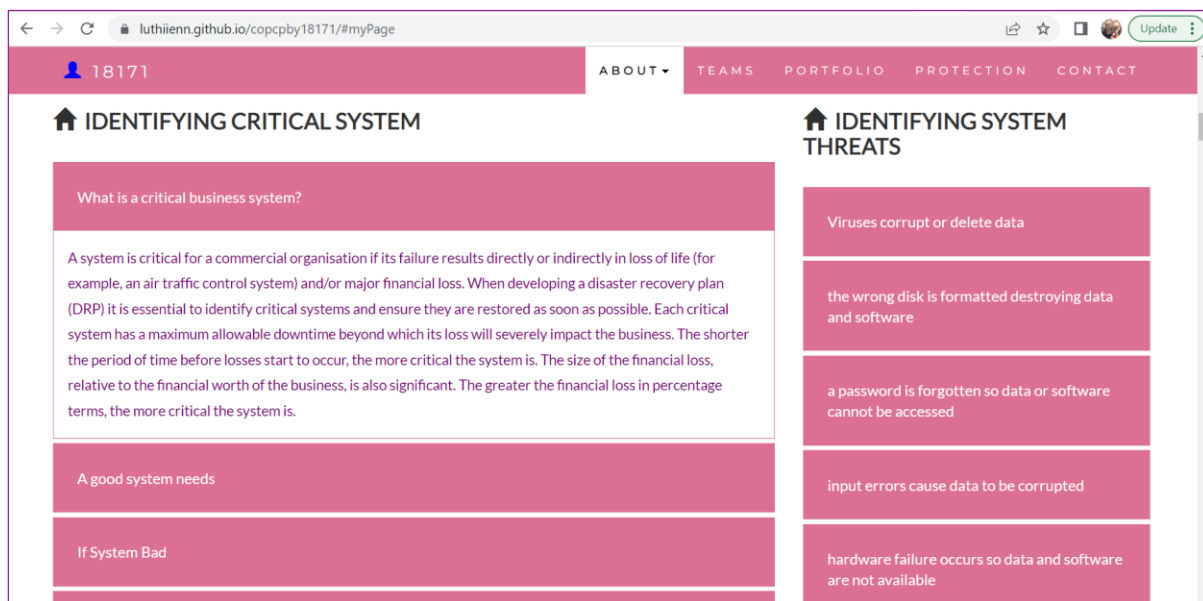 luthiienn.github.io/copcpby18171/#myPage
Update
18171
ABOUT
TEAMS
PORTFOLIO
PROTECTION
CONTACT
IDENTIFYING CRITICAL SYSTEM
What is a critical business system?
A system is critical for a commercial organisation if its failure results directly or indirectly in loss of life (for
example, an air traffic control system) and/or major financial loss. When developing a disaster recovery plan
(DRP) it is essential to identify critical systems and ensure they are restored as soon as possible. Each critical
system has a maximum allowable downtime beyond which its loss will severely impact the business. The shorter
the period of time before losses start to occur, the more critical the system is. The size of the financial loss,
relative to the financial worth of the business, is also significant. The greater the financial loss in percentage
terms, the more critical the system is.
A good system needs
If System Bad
IDENTIFYING SYSTEM
THREATS
Viruses corrupt or delete data
the wrong disk is formatted destroying data
and software
a password is forgotten so data or software
cannot be accessed
input errors cause data to be corrupted
hardware failure occurs so data and software
are not available